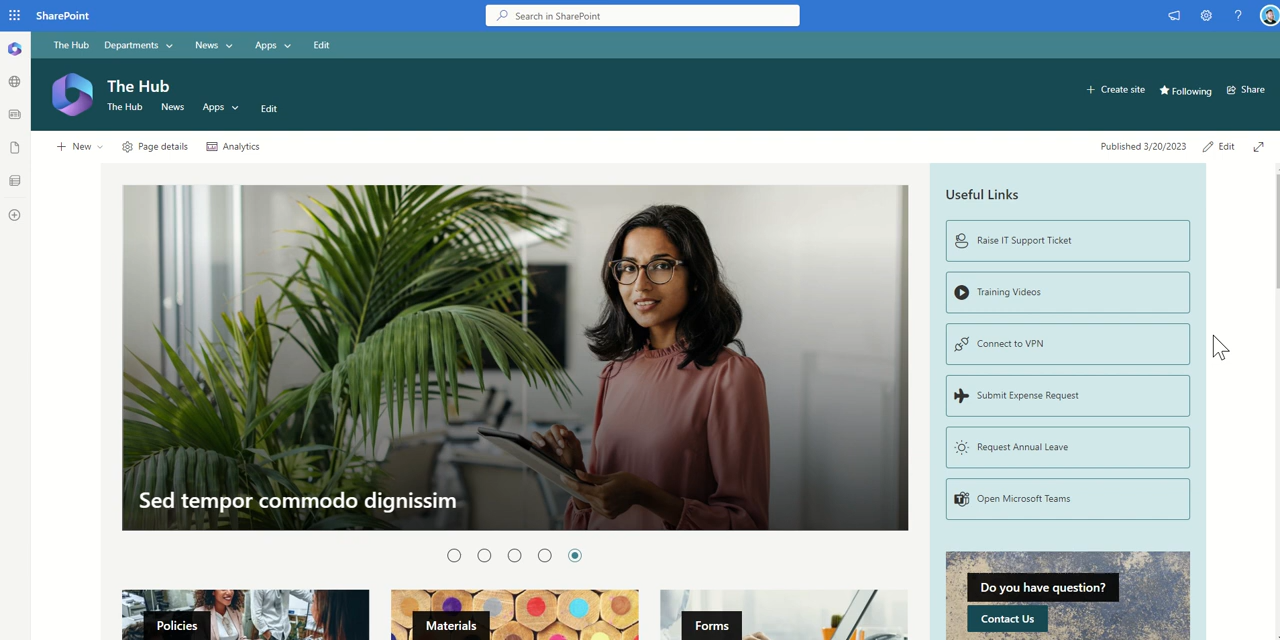 SharePoint
Search in SharePoint
?
The Hub Departments News Apps Edit
The Hub
The Hub News Apps Edit
Create site Following Share
New Page details Analytics
Published 3/20/2023 Edit
Sed tempor commodo dignissim
Useful Links
Raise IT Support Ticket
Training Videos
Connect to VPN
Submit Expense Request
Request Annual Leave
Open Microsoft Teams
Policies
Materials
Forms
Do you have question?
Contact Us